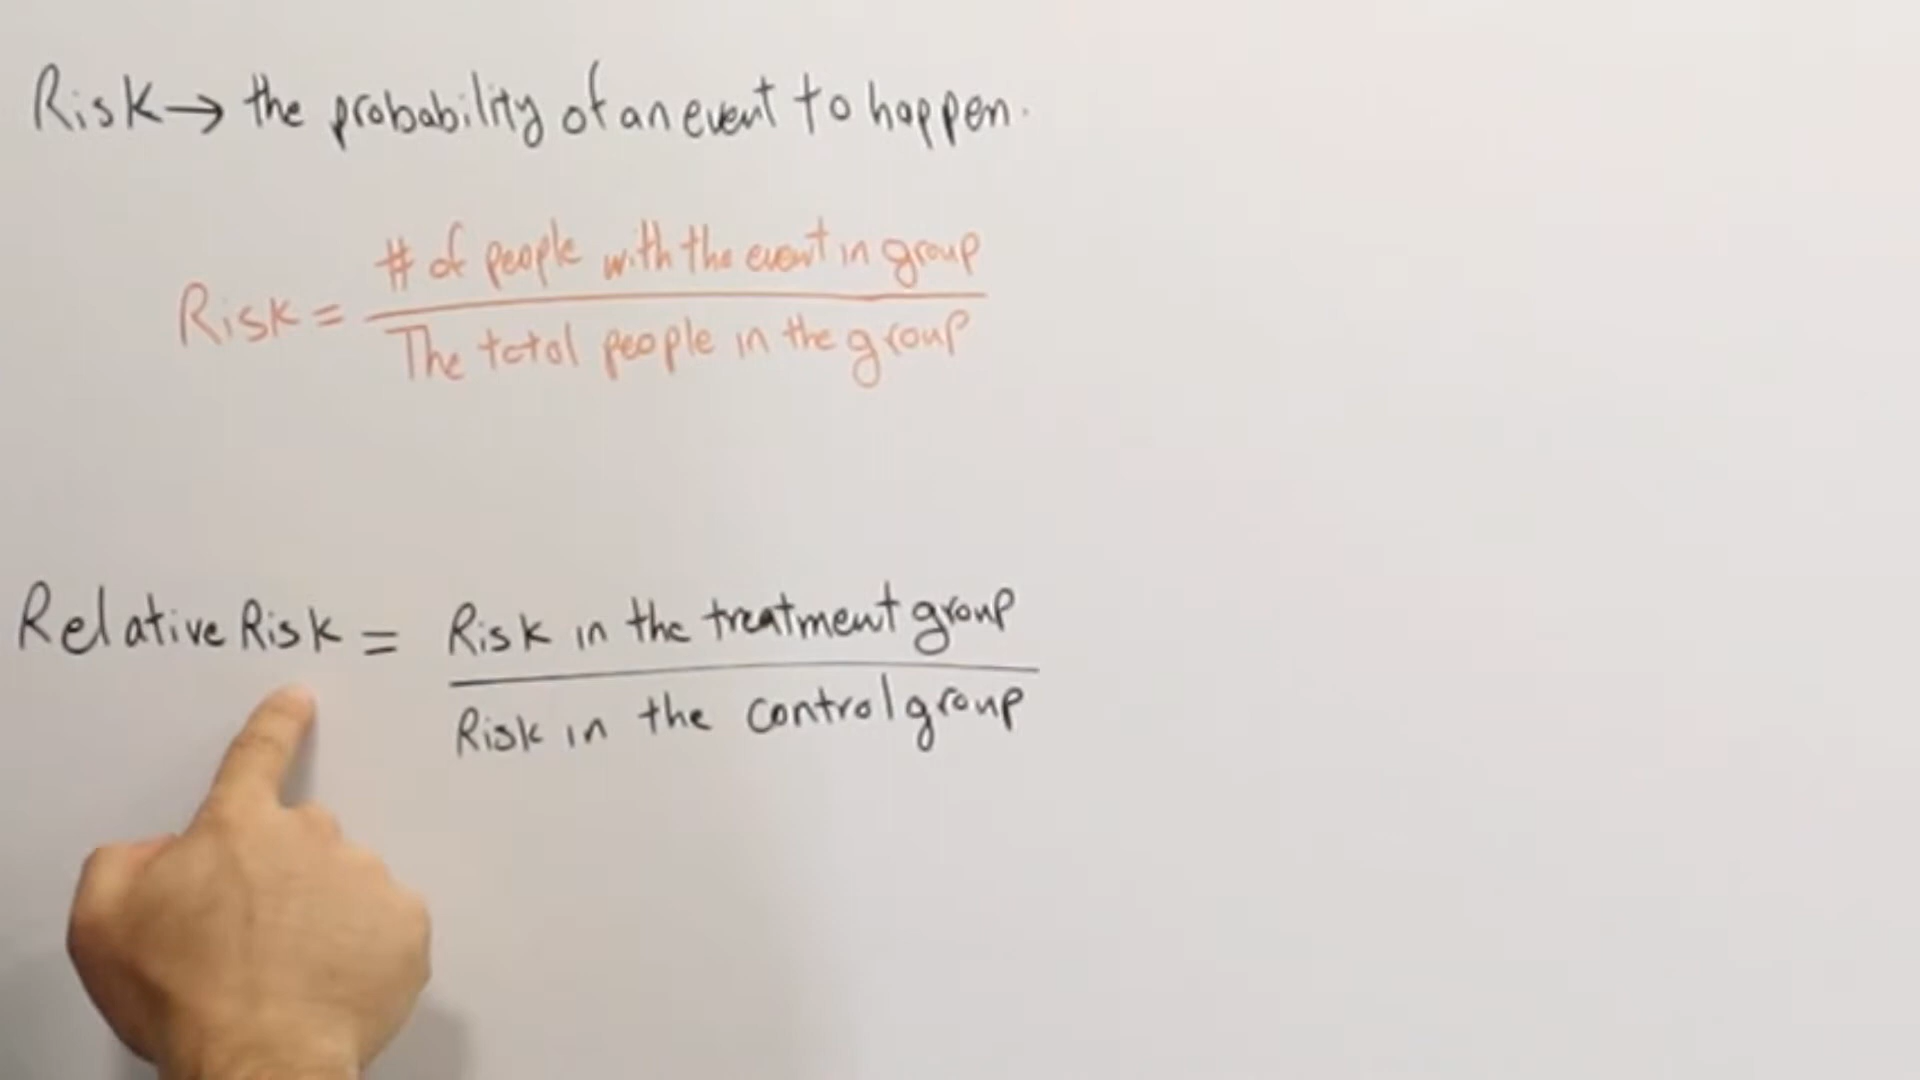 Risk → the probability of an event to happen.
# of people with the event in group
Risk =
The total people in the group
Relative Risk = Risk in the treatment group
Risk in the control group